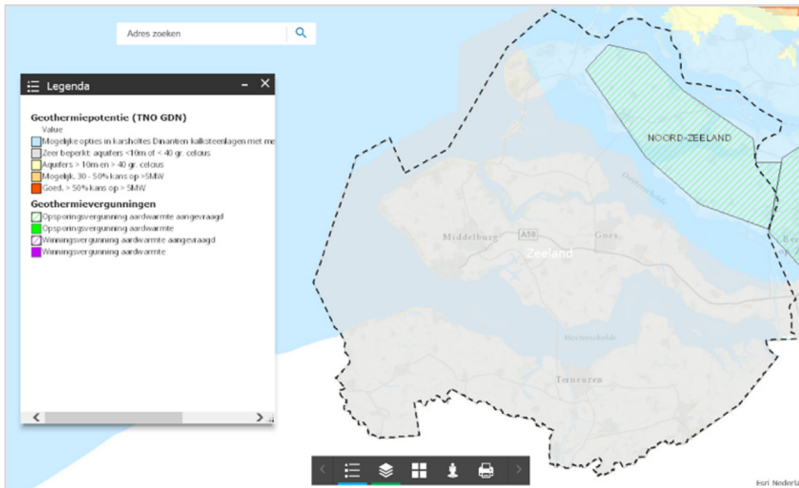 Adres zoeken
Legenda
Geothermiepotentie (TNO GDN)
Value
Mogelijke opties in karsholtes Dinantien kalksteenlagen met me
Zeer beperkt: aquifers <10m of < 40 gr. celcius
Aquifers > 10m en > 40 gr. celcius
Mogelijk, 30 - 50% kans op >5MW
Goed, > 50% kans op > 5MW
Geothermievergunningen
Opsporingsvergunning aardwarmte aangevraagd
Opsporingsvergunning aardwarmte
Winningsvergunning aardwarmte aangevraagd
Winningsvergunning aardwarmte
NOORD-ZEELAND
Oosterschelde
Middelburg
A58
Goes
Zeeland
Westerschelde
Terneuzen
Esri Nederla